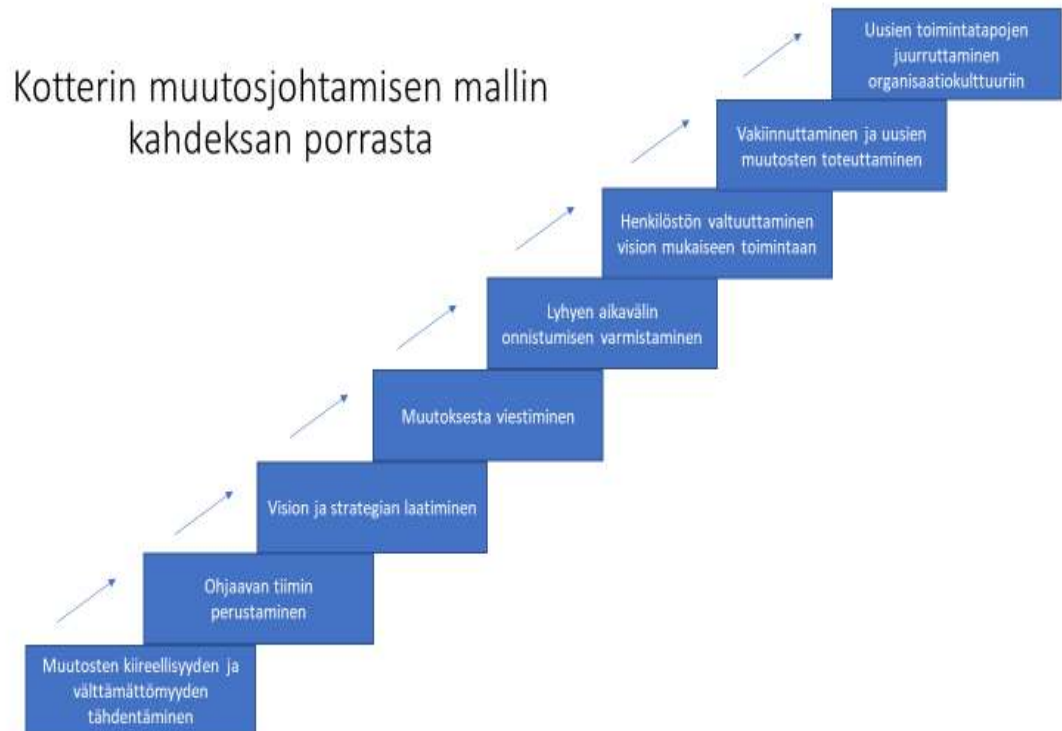 Kotterin muutosjohtamisen mallin
kahdeksan porrasta
Uusien toimintatapojen
juurruttaminen
organisaatiokulttuuriin
Vakiinnuttaminen ja uusien
muutosten toteuttaminen
Henkilöstön valtuuttaminen
vision mukaiseen toimintaan
Lyhyen aikavälin
onnistumisen varmistaminen
Muutoksesta viestiminen
Vision ja strategian laatiminen
Ohjaavan tiimin
perustaminen
Muutosten kiireellisyyden ja
välttämättömyyden
tähdentäminen